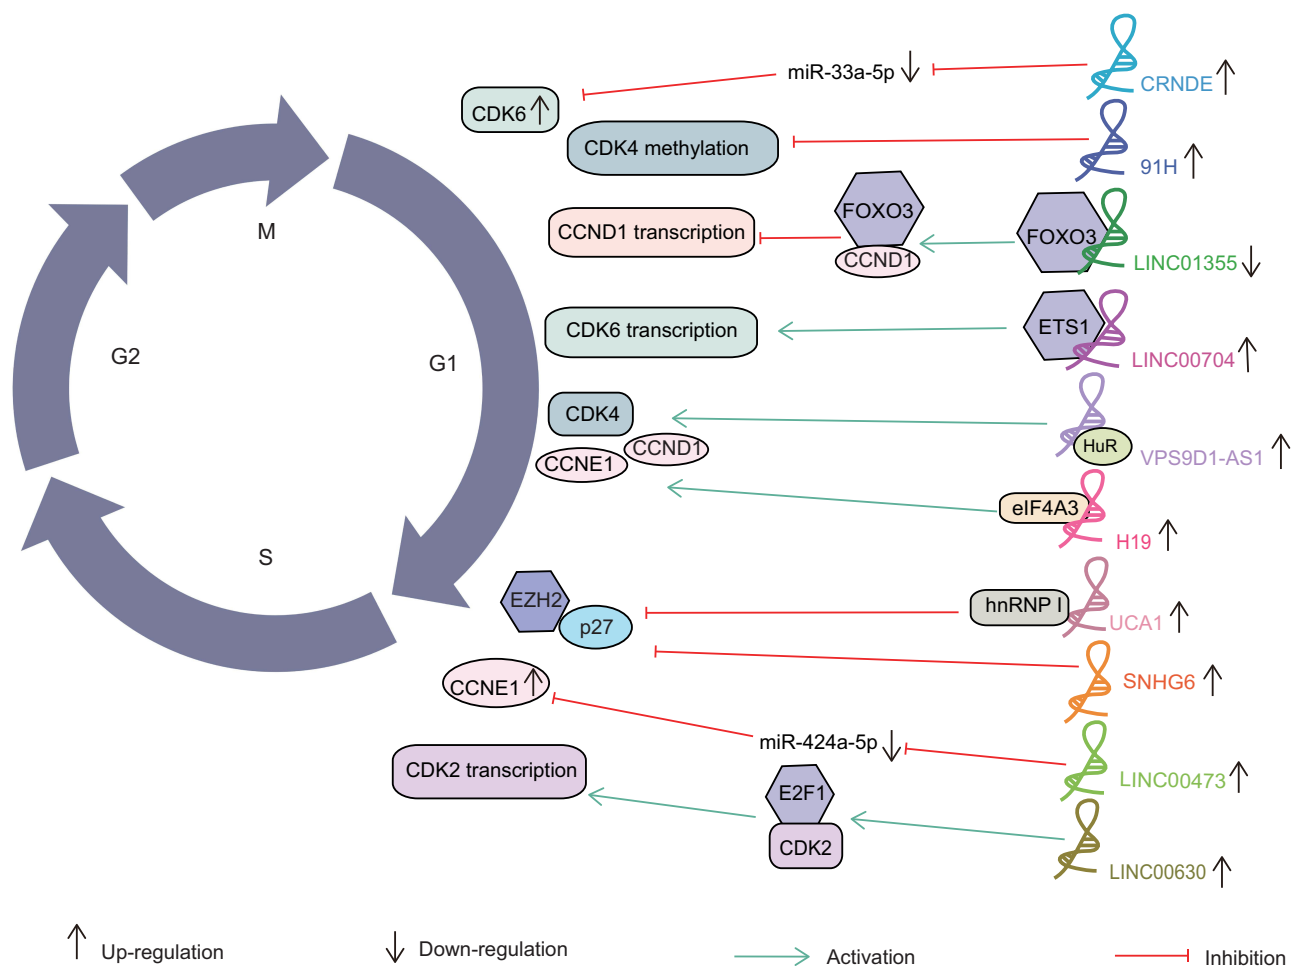 miR-33a-5p
CRNDE
CDK6
CDK4 methylation
91H
M
FOXO3
CCND1 transcription
FOXO3
CCND1
LINC01355
G2
G1
CDK6 transcription
ETS1
LINC00704
CDK4
CCND1
CCNE1
HuR
VPS9D1-AS1
eIF4A3
H19
S
EZH2
p27
hnRNP I
UCA1
CCNE1
SNHG6
miR-424a-5p
CDK2 transcription
E2F1
LINC00473
CDK2
LINC00630
Up-regulation
Down-regulation
Activation
Inhibition